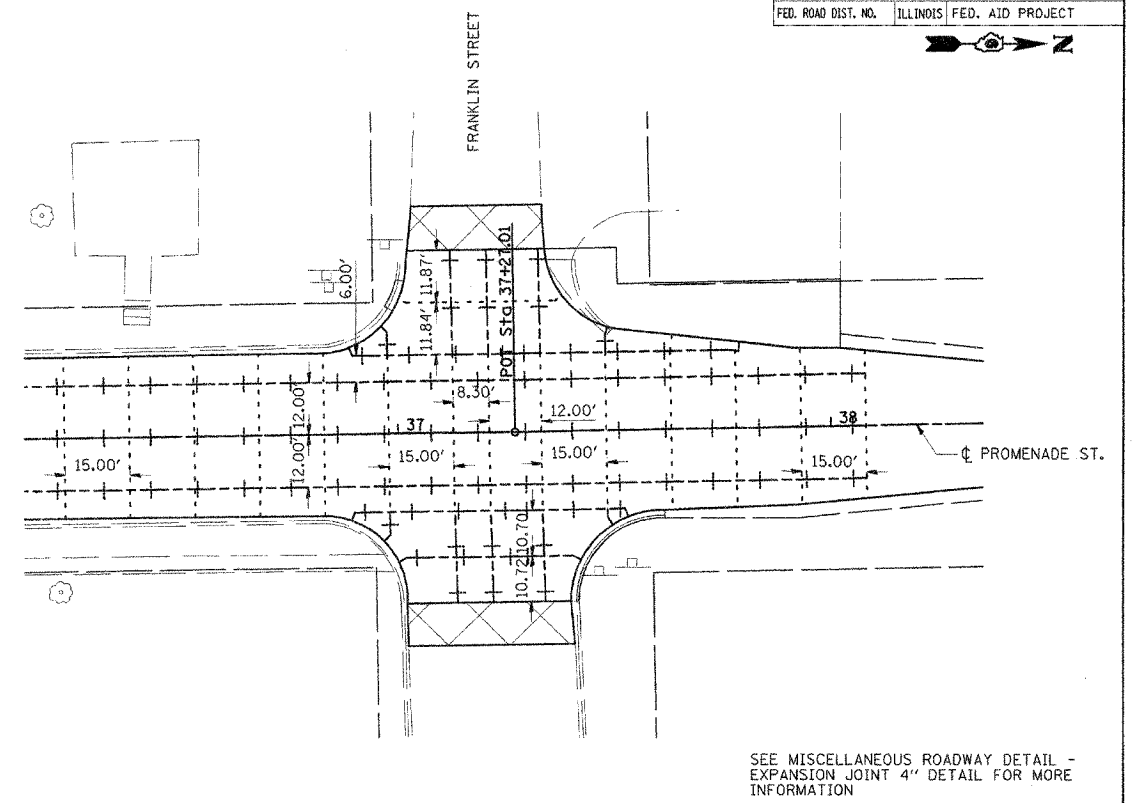 FED. ROAD DIST. NO. ILLINOIS FED. AID PROJECT
N
FRANKLIN STREET
POT Sta 37+27.01
6.00'
11.87'
11.84'
8.30'
12.00'
12.00'
12.00'
37
38
℄ PROMENADE ST.
15.00'
15.00'
15.00'
15.00'
10.70
10.72
SEE MISCELLANEOUS ROADWAY DETAIL -
EXPANSION JOINT 4" DETAIL FOR MORE
INFORMATION